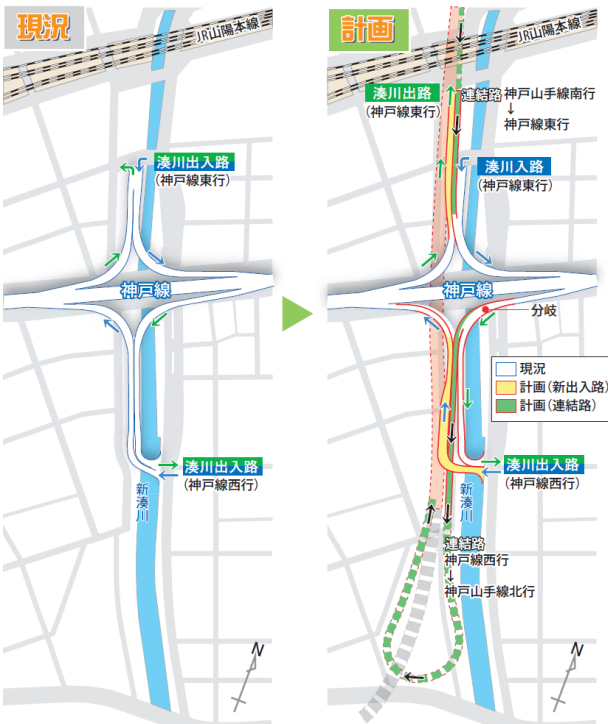 現況
JR山陽本線
湊川出入路
(神戸線東行)
神戸線
湊川出入路
(神戸線西行)
新湊川
N
計画
JR山陽本線
湊川出路
(神戸線東行)
連結路 神戸山手線南行
↓
神戸線東行
湊川入路
(神戸線東行)
神戸線
分岐
現況
計画(新出入路)
計画(連結路)
湊川出入路
(神戸線西行)
新湊川
連結路
神戸線西行
↓
神戸山手線北行
N